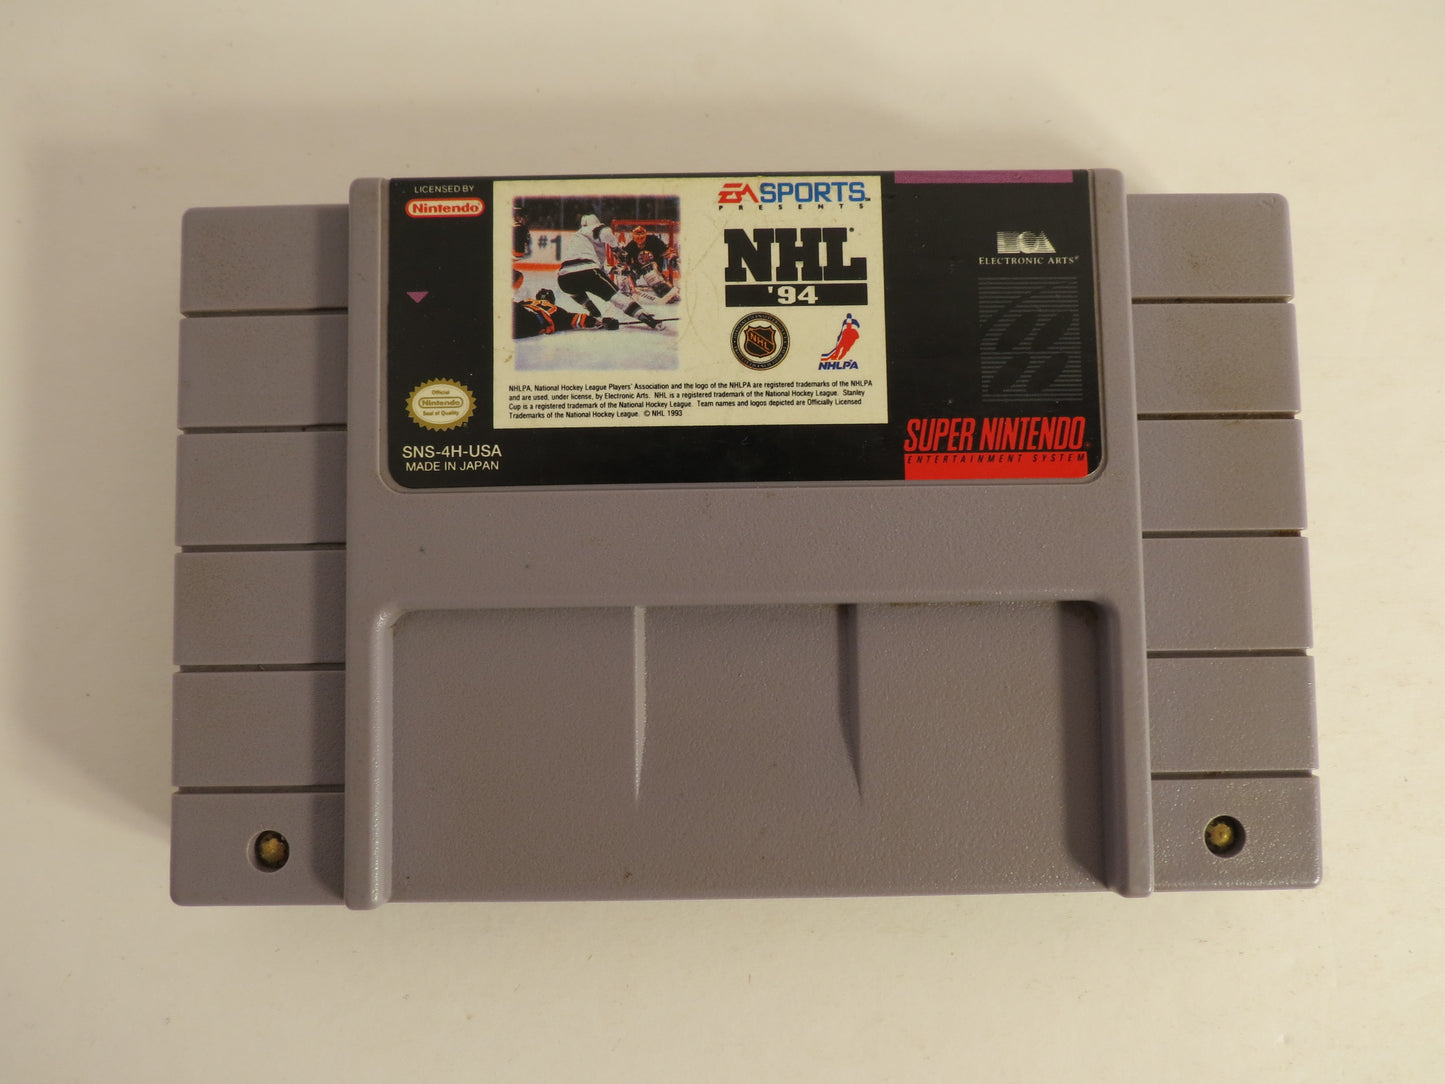 LICENSED BY
Nintendo
#1
EA SPORTS™
PRESENTS
NHL®
'94
NHL
NHLPA
NHLPA, National Hockey League Players' Association and the logo of the NHLPA are registered trademarks of the NHLPA
and are used, under license, by Electronic Arts. NHL is a registered trademark of the National Hockey League. Stanley
Cup is a registered trademark of the National Hockey League. Team names and logos depicted are Officially Licensed
Trademarks of the National Hockey League. © NHL 1993
Official
Nintendo
Seal of Quality
SNS-4H-USA
MADE IN JAPAN
ELECTRONIC ARTS®
SUPER NINTENDO®
ENTERTAINMENT SYSTEM